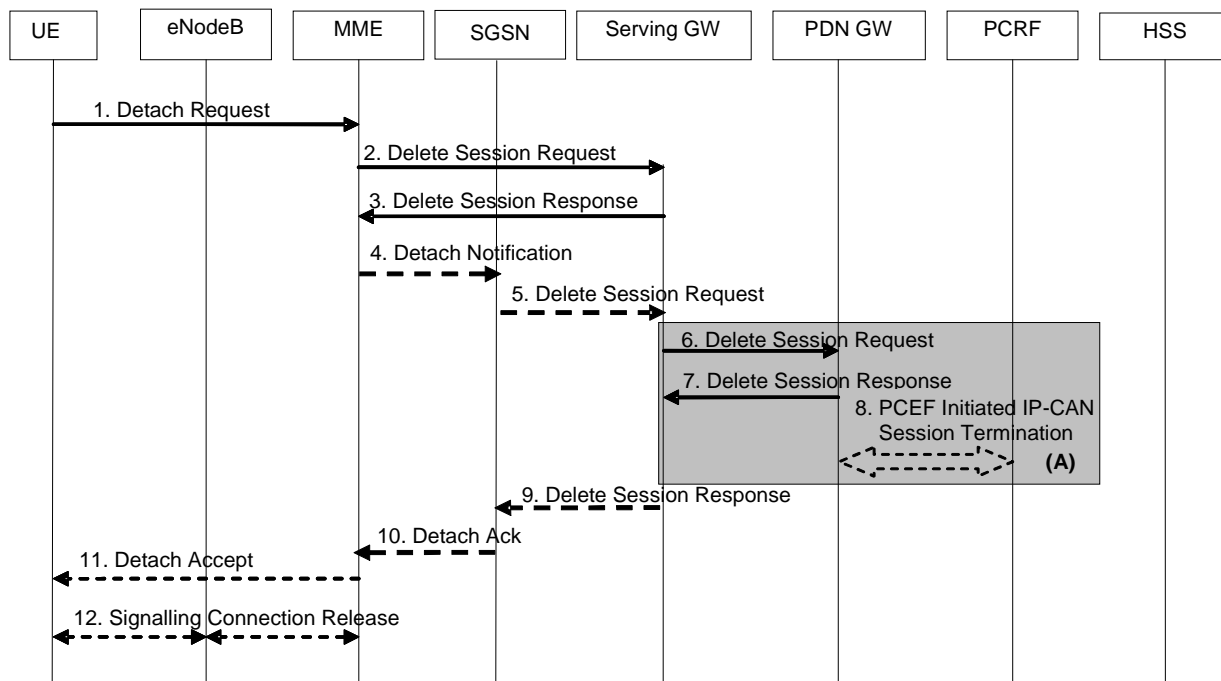 UE
eNodeB
MME
SGSN
Serving GW
PDN GW
PCRF
HSS
1. Detach Request
2. Delete Session Request
3. Delete Session Response
4. Detach Notification
5. Delete Session Request
6. Delete Session Request
7. Delete Session Response
8. PCEF Initiated IP-CAN
Session Termination
(A)
9. Delete Session Response
10. Detach Ack
11. Detach Accept
12. Signalling Connection Release